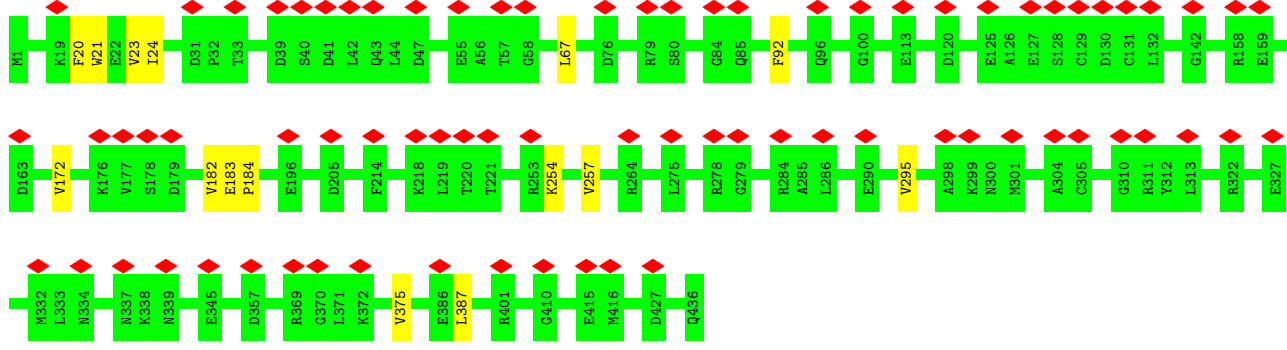 M1 K19 F20 W21 E22 V23 I24 D31 P32 T33 D39 S40 D41 L42 Q43 L44 D47 E55 A56 T57 G58 L67 D76 R79 S80 G84 Q85 F92 Q96 G100 E113 D120 E125 A126 E127 S128 C129 D130 C131 L132 G142 R158 E159
D163 V172 K176 V177 S178 D179 V182 E183 P184 E196 D205 F214 K218 L219 T220 T221 R253 K254 V257 R264 L275 R278 Q279 R284 A285 L286 E290 V295 A298 K299 N300 M301 A304 C305 G310 R311 Y312 L313 R322 E327
M332 L333 N334 N337 K338 N339 E345 D357 R369 G370 L371 K372 V375 E386 L387 R401 G410 E415 M416 D427 Q436